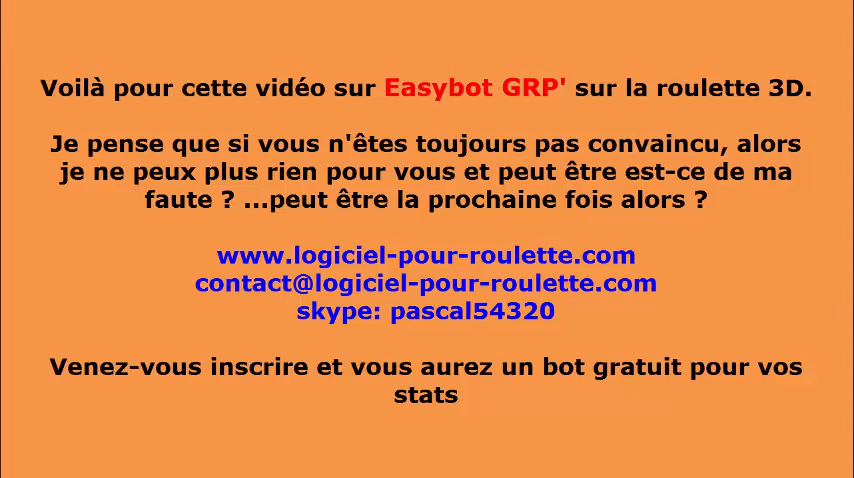 Voilà pour cette vidéo sur Easybot GRP' sur la roulette 3D.
Je pense que si vous n'êtes toujours pas convaincu, alors
je ne peux plus rien pour vous et peut être est-ce de ma
faute ? ...peut être la prochaine fois alors ?
www.logiciel-pour-roulette.com
contact@logiciel-pour-roulette.com
skype: pascal54320
Venez-vous inscrire et vous aurez un bot gratuit pour vos
stats